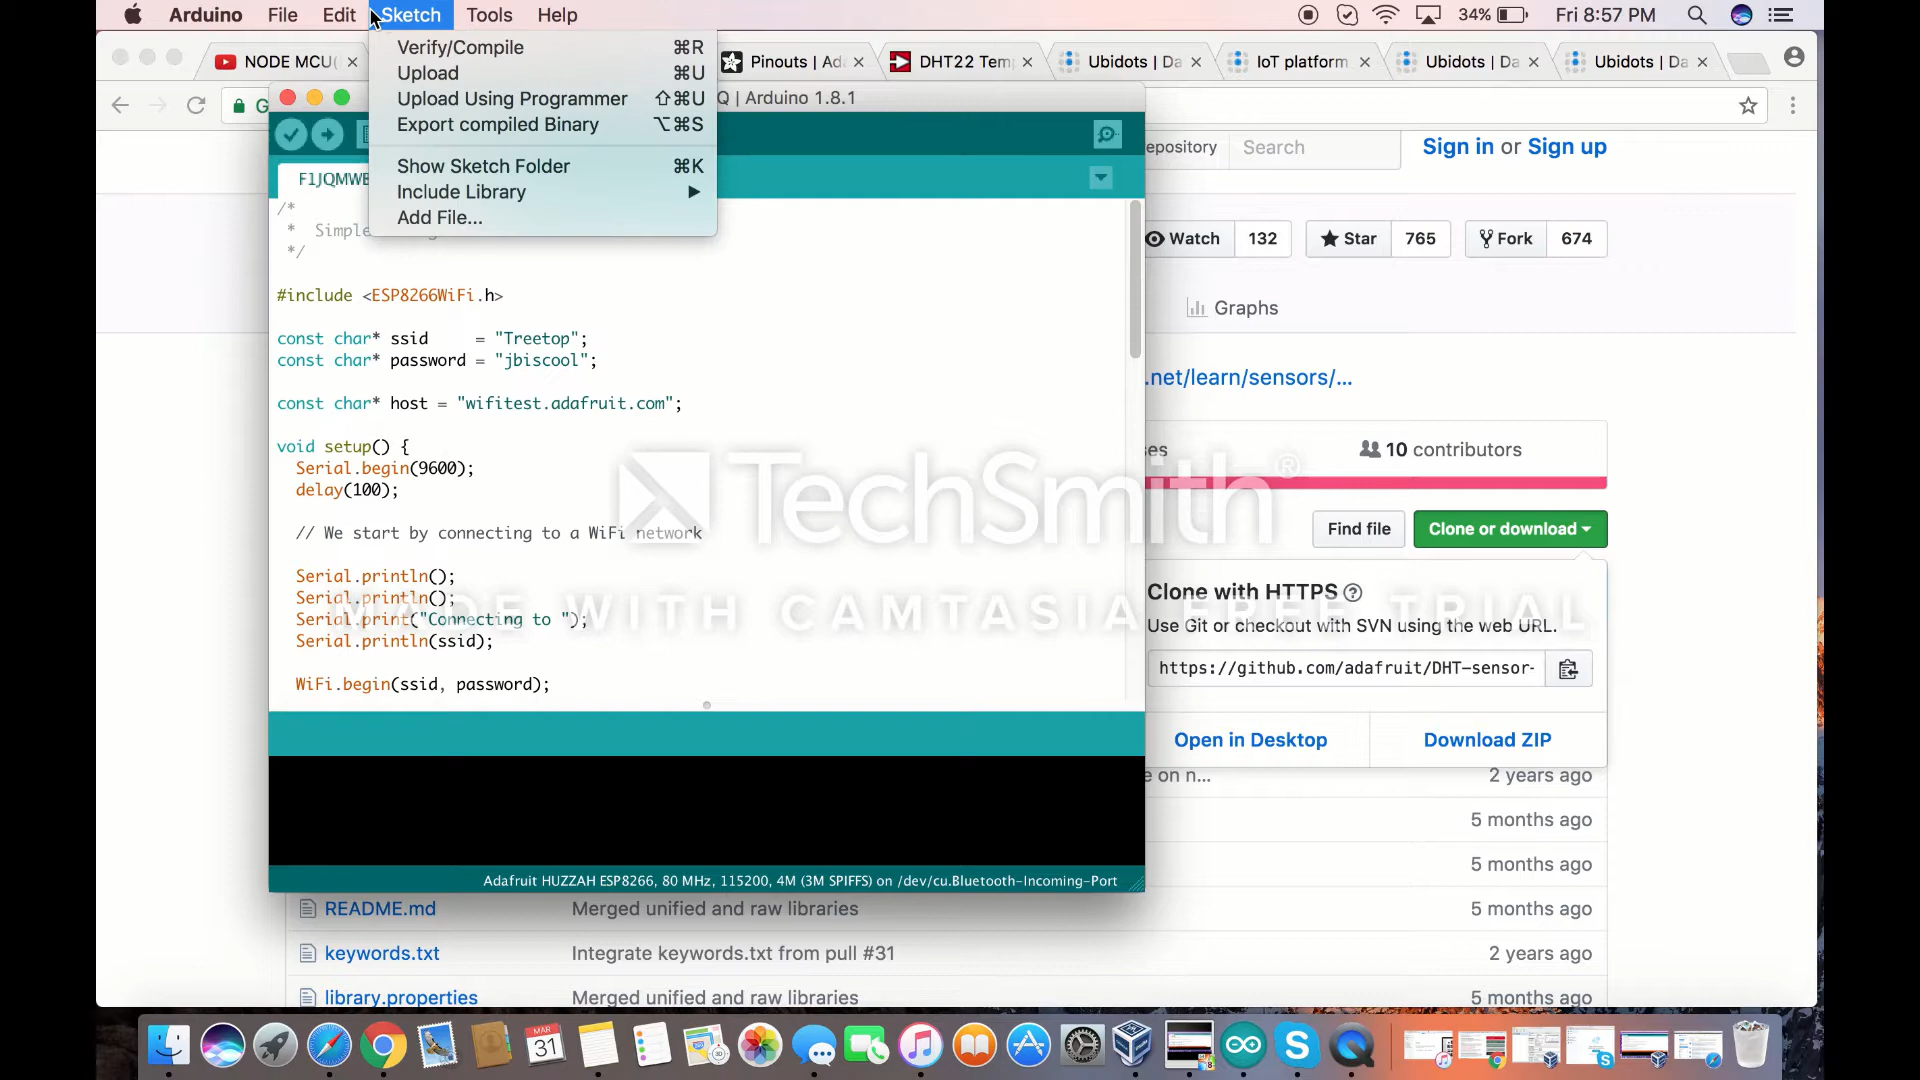 Arduino File Edit Sketch Tools Help 34% Fri 8:57 PM
NODE MCU( Pinouts | Ada DHT22 Tem Ubidots | Da IoT platform Ubidots | Da Ubidots | Da
Verify/Compile ⌘R
Upload ⌘U
Upload Using Programmer ⇧⌘U
Export compiled Binary ⌥⌘S
Show Sketch Folder ⌘K
Include Library ▶
Add File...
Q | Arduino 1.8.1
G
epository Search Sign in or Sign up
F1JQMWE
/*
* Simple
*/
#include <ESP8266WiFi.h>
const char* ssid = "Treetop";
const char* password = "jbiscool";
const char* host = "wifitest.adafruit.com";
void setup() {
Serial.begin(9600);
delay(100);
// We start by connecting to a WiFi network
Serial.println();
Serial.println();
Serial.print("Connecting to ");
Serial.println(ssid);
WiFi.begin(ssid, password);
Adafruit HUZZAH ESP8266, 80 MHz, 115200, 4M (3M SPIFFS) on /dev/cu.Bluetooth-Incoming-Port
Watch 132 Star 765 Fork 674
Graphs
.net/learn/sensors/...
es 10 contributors
Find file Clone or download
Clone with HTTPS
Use Git or checkout with SVN using the web URL.
https://github.com/adafruit/DHT-sensor-
Open in Desktop Download ZIP
e on n... 2 years ago
5 months ago
5 months ago
README.md Merged unified and raw libraries 5 months ago
keywords.txt Integrate keywords.txt from pull #31 2 years ago
library.properties Merged unified and raw libraries 5 months ago
TechSmith®
MADE WITH CAMTASIA FREE TRIAL
MAR
31